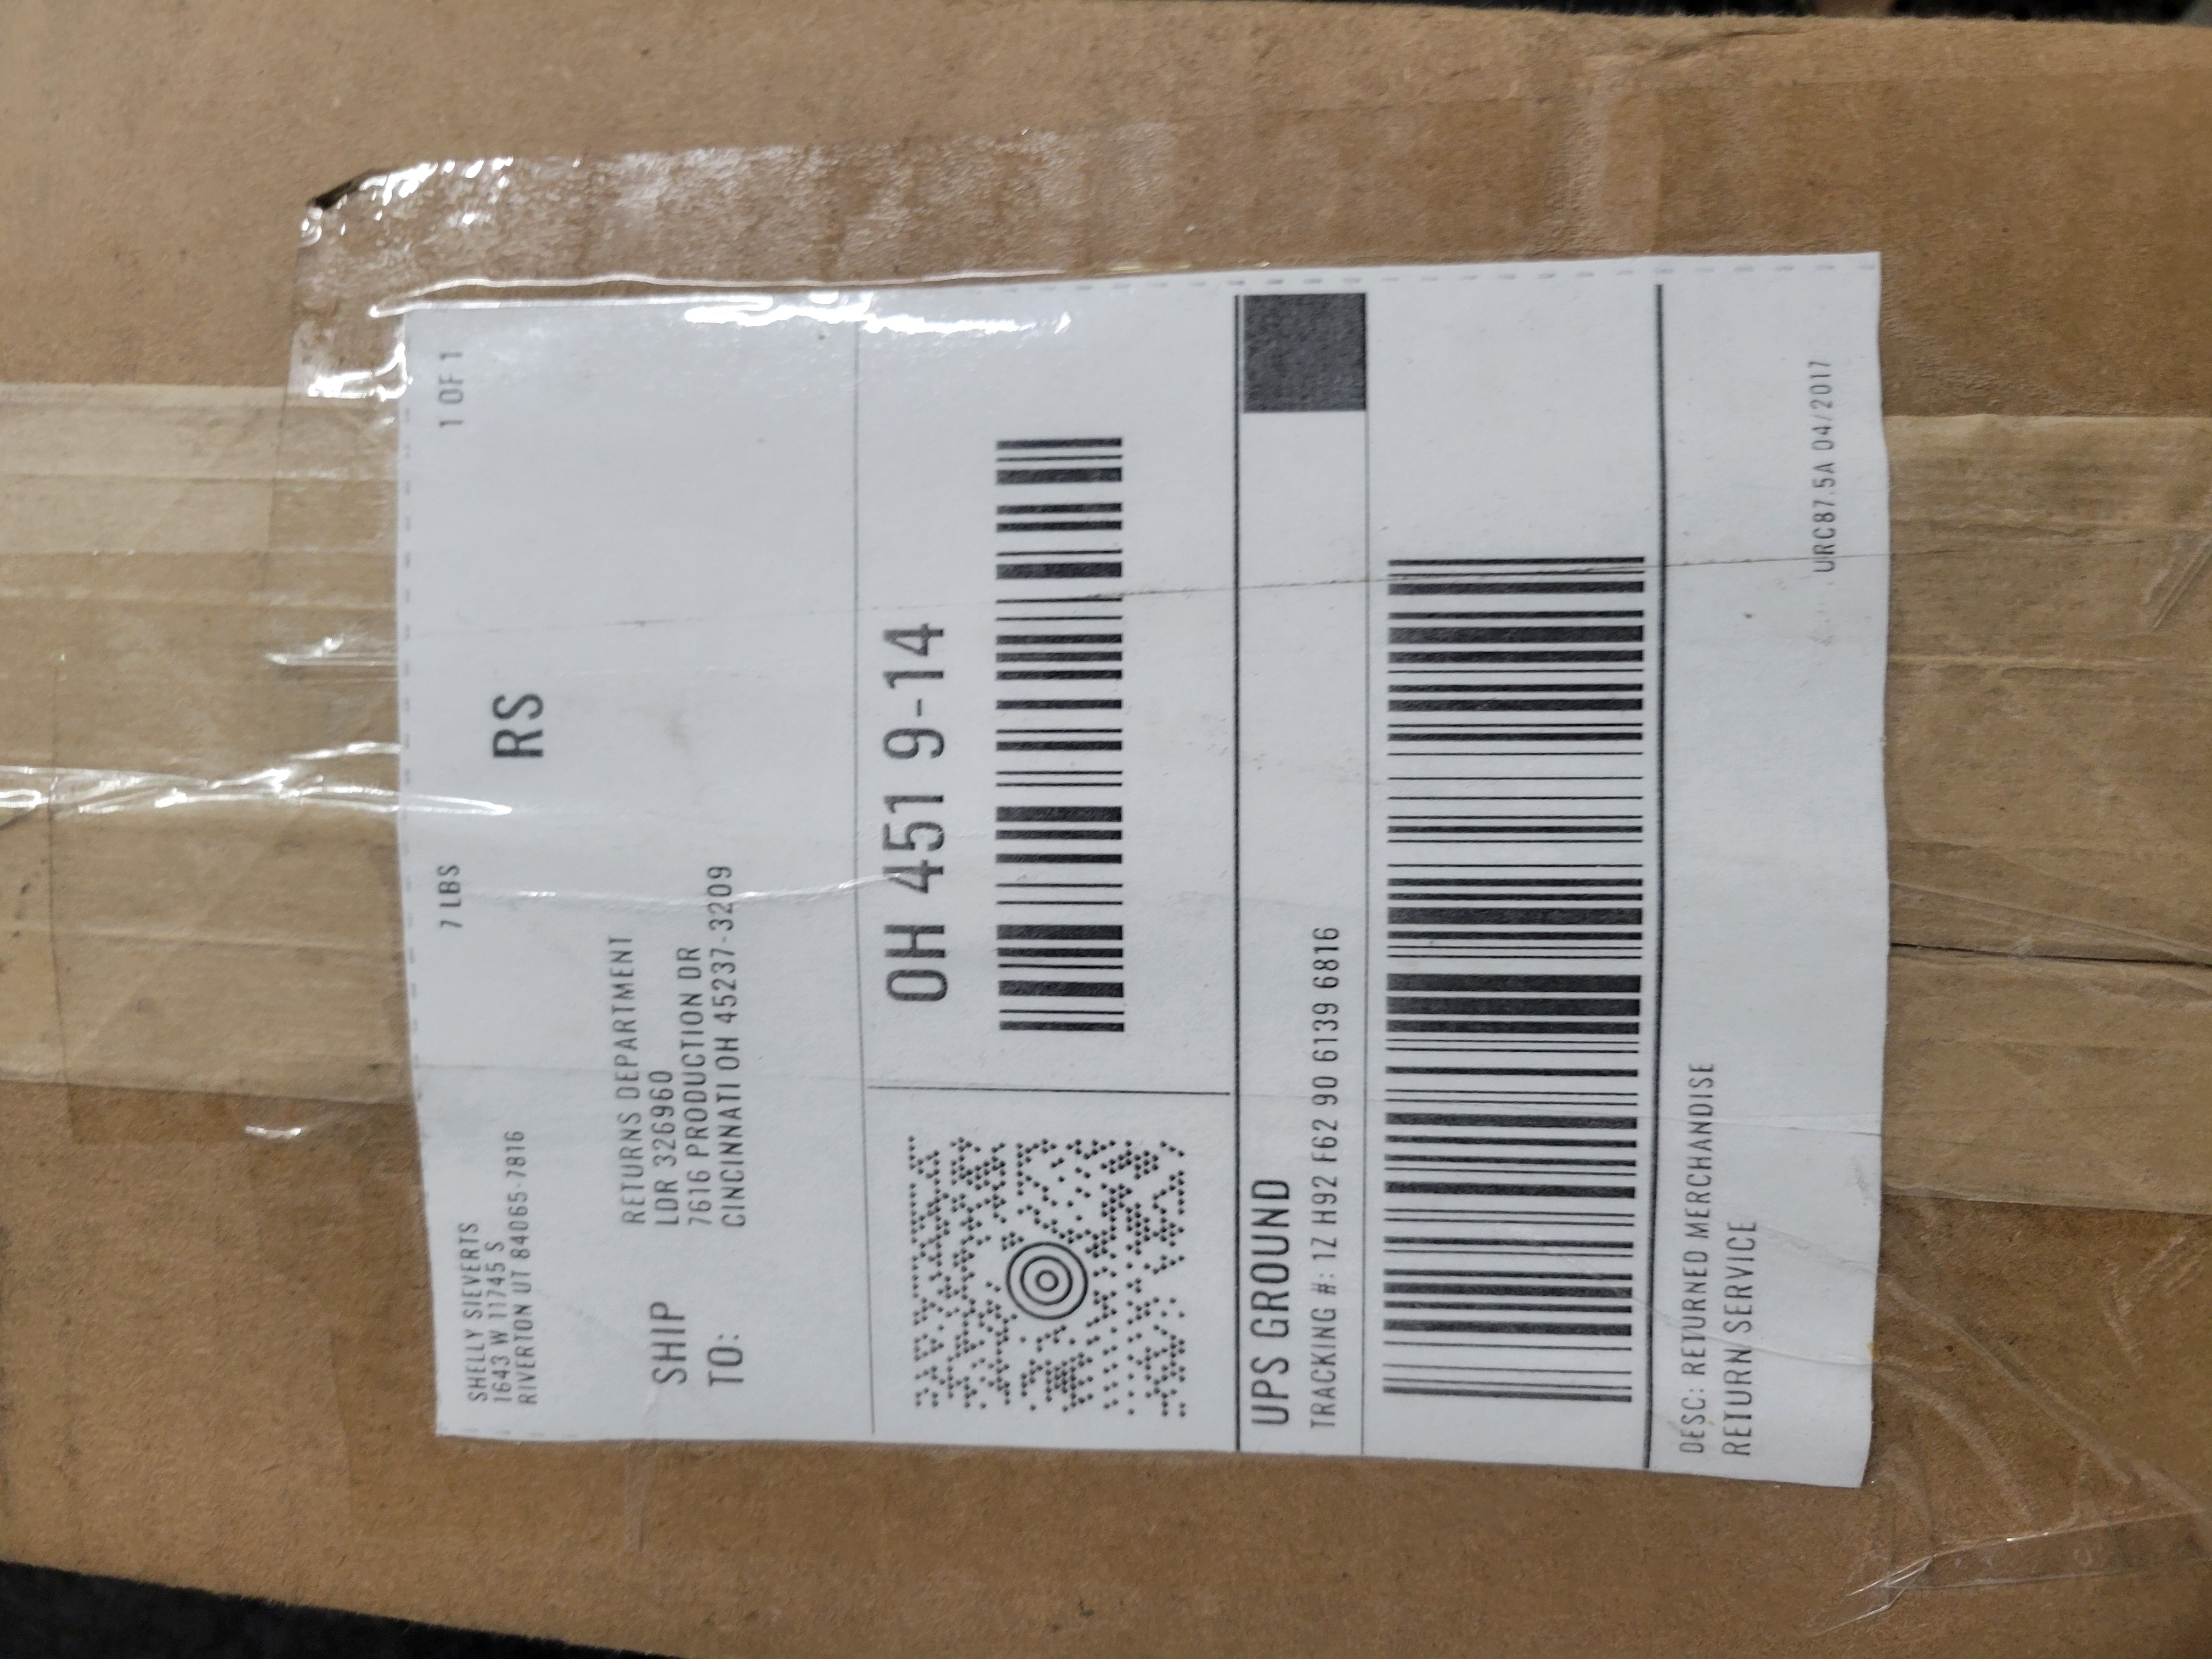 SHELLY SIEVERTS
1643 W 11745 S
RIVERTON UT 84065-7816
7 LBS
1 OF 1
RS
SHIP
TO:
RETURNS DEPARTMENT
LDR 326960
7616 PRODUCTION DR
CINCINNATI OH 45237-3209
OH 451 9-14
UPS GROUND
TRACKING #: 1Z H92 F62 90 6139 6816
DESC: RETURNED MERCHANDISE
RETURN SERVICE
URC87.5A 04/2017